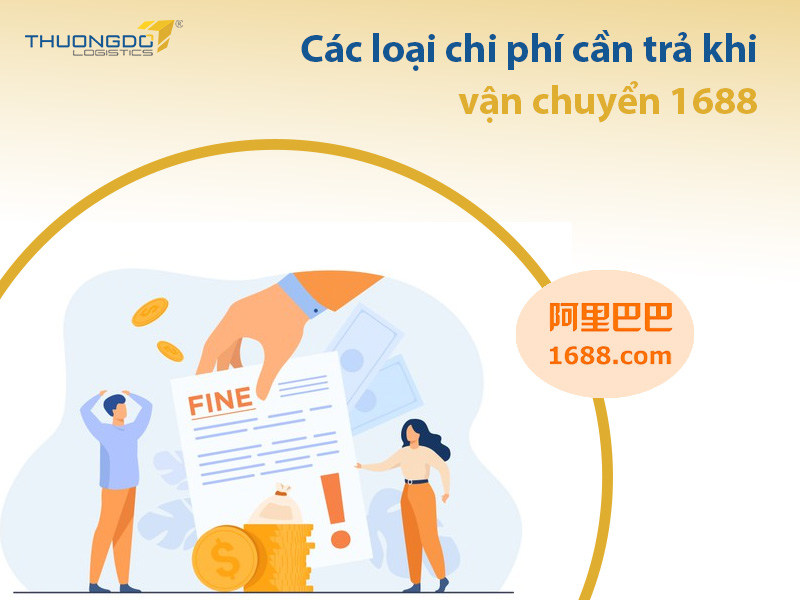 THUONGDO
LOGISTICS
®
Các loại chi phí cần trả khi
vận chuyển 1688
阿里巴巴
1688.com
FINE
!
$